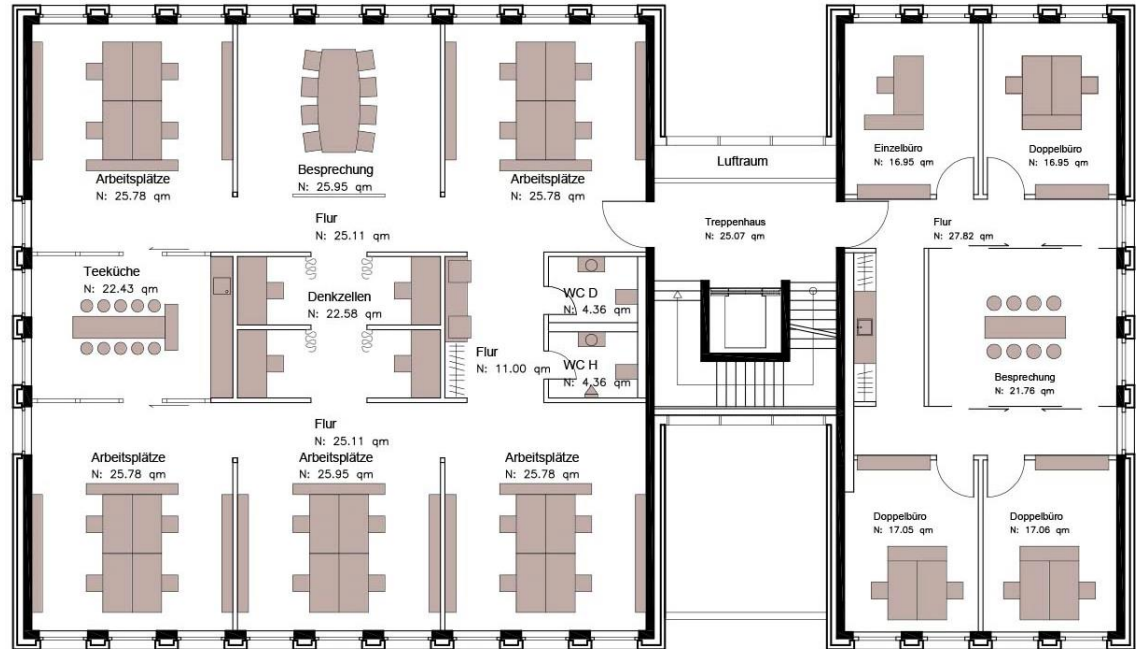 Arbeitsplätze
N: 25.78 qm
Besprechung
N: 25.95 qm
Arbeitsplätze
N: 25.78 qm
Luftraum
Einzelbüro
N: 16.95 qm
Doppelbüro
N: 16.95 qm
Flur
N: 25.11 qm
Treppenhaus
N: 25.07 qm
Flur
N: 27.82 qm
Teeküche
N: 22.43 qm
Denkzellen
N: 22.58 qm
WC D
N: 4.36 qm
Flur
N: 11.00 qm
WC H
N: 4.36 qm
Besprechung
N: 21.76 qm
Flur
N: 25.11 qm
Arbeitsplätze
N: 25.78 qm
Arbeitsplätze
N: 25.95 qm
Arbeitsplätze
N: 25.78 qm
Doppelbüro
N: 17.05 qm
Doppelbüro
N: 17.06 qm